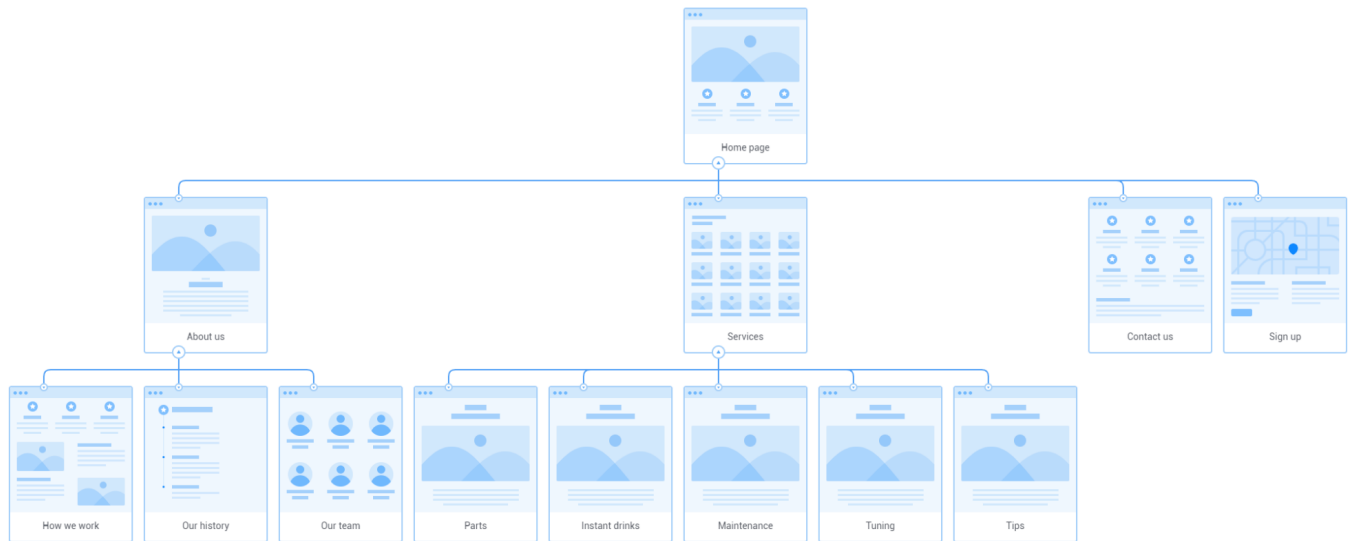 Home page
About us
Services
Contact us
Sign up
How we work
Our history
Our team
Parts
Instant drinks
Maintenance
Tuning
Tips